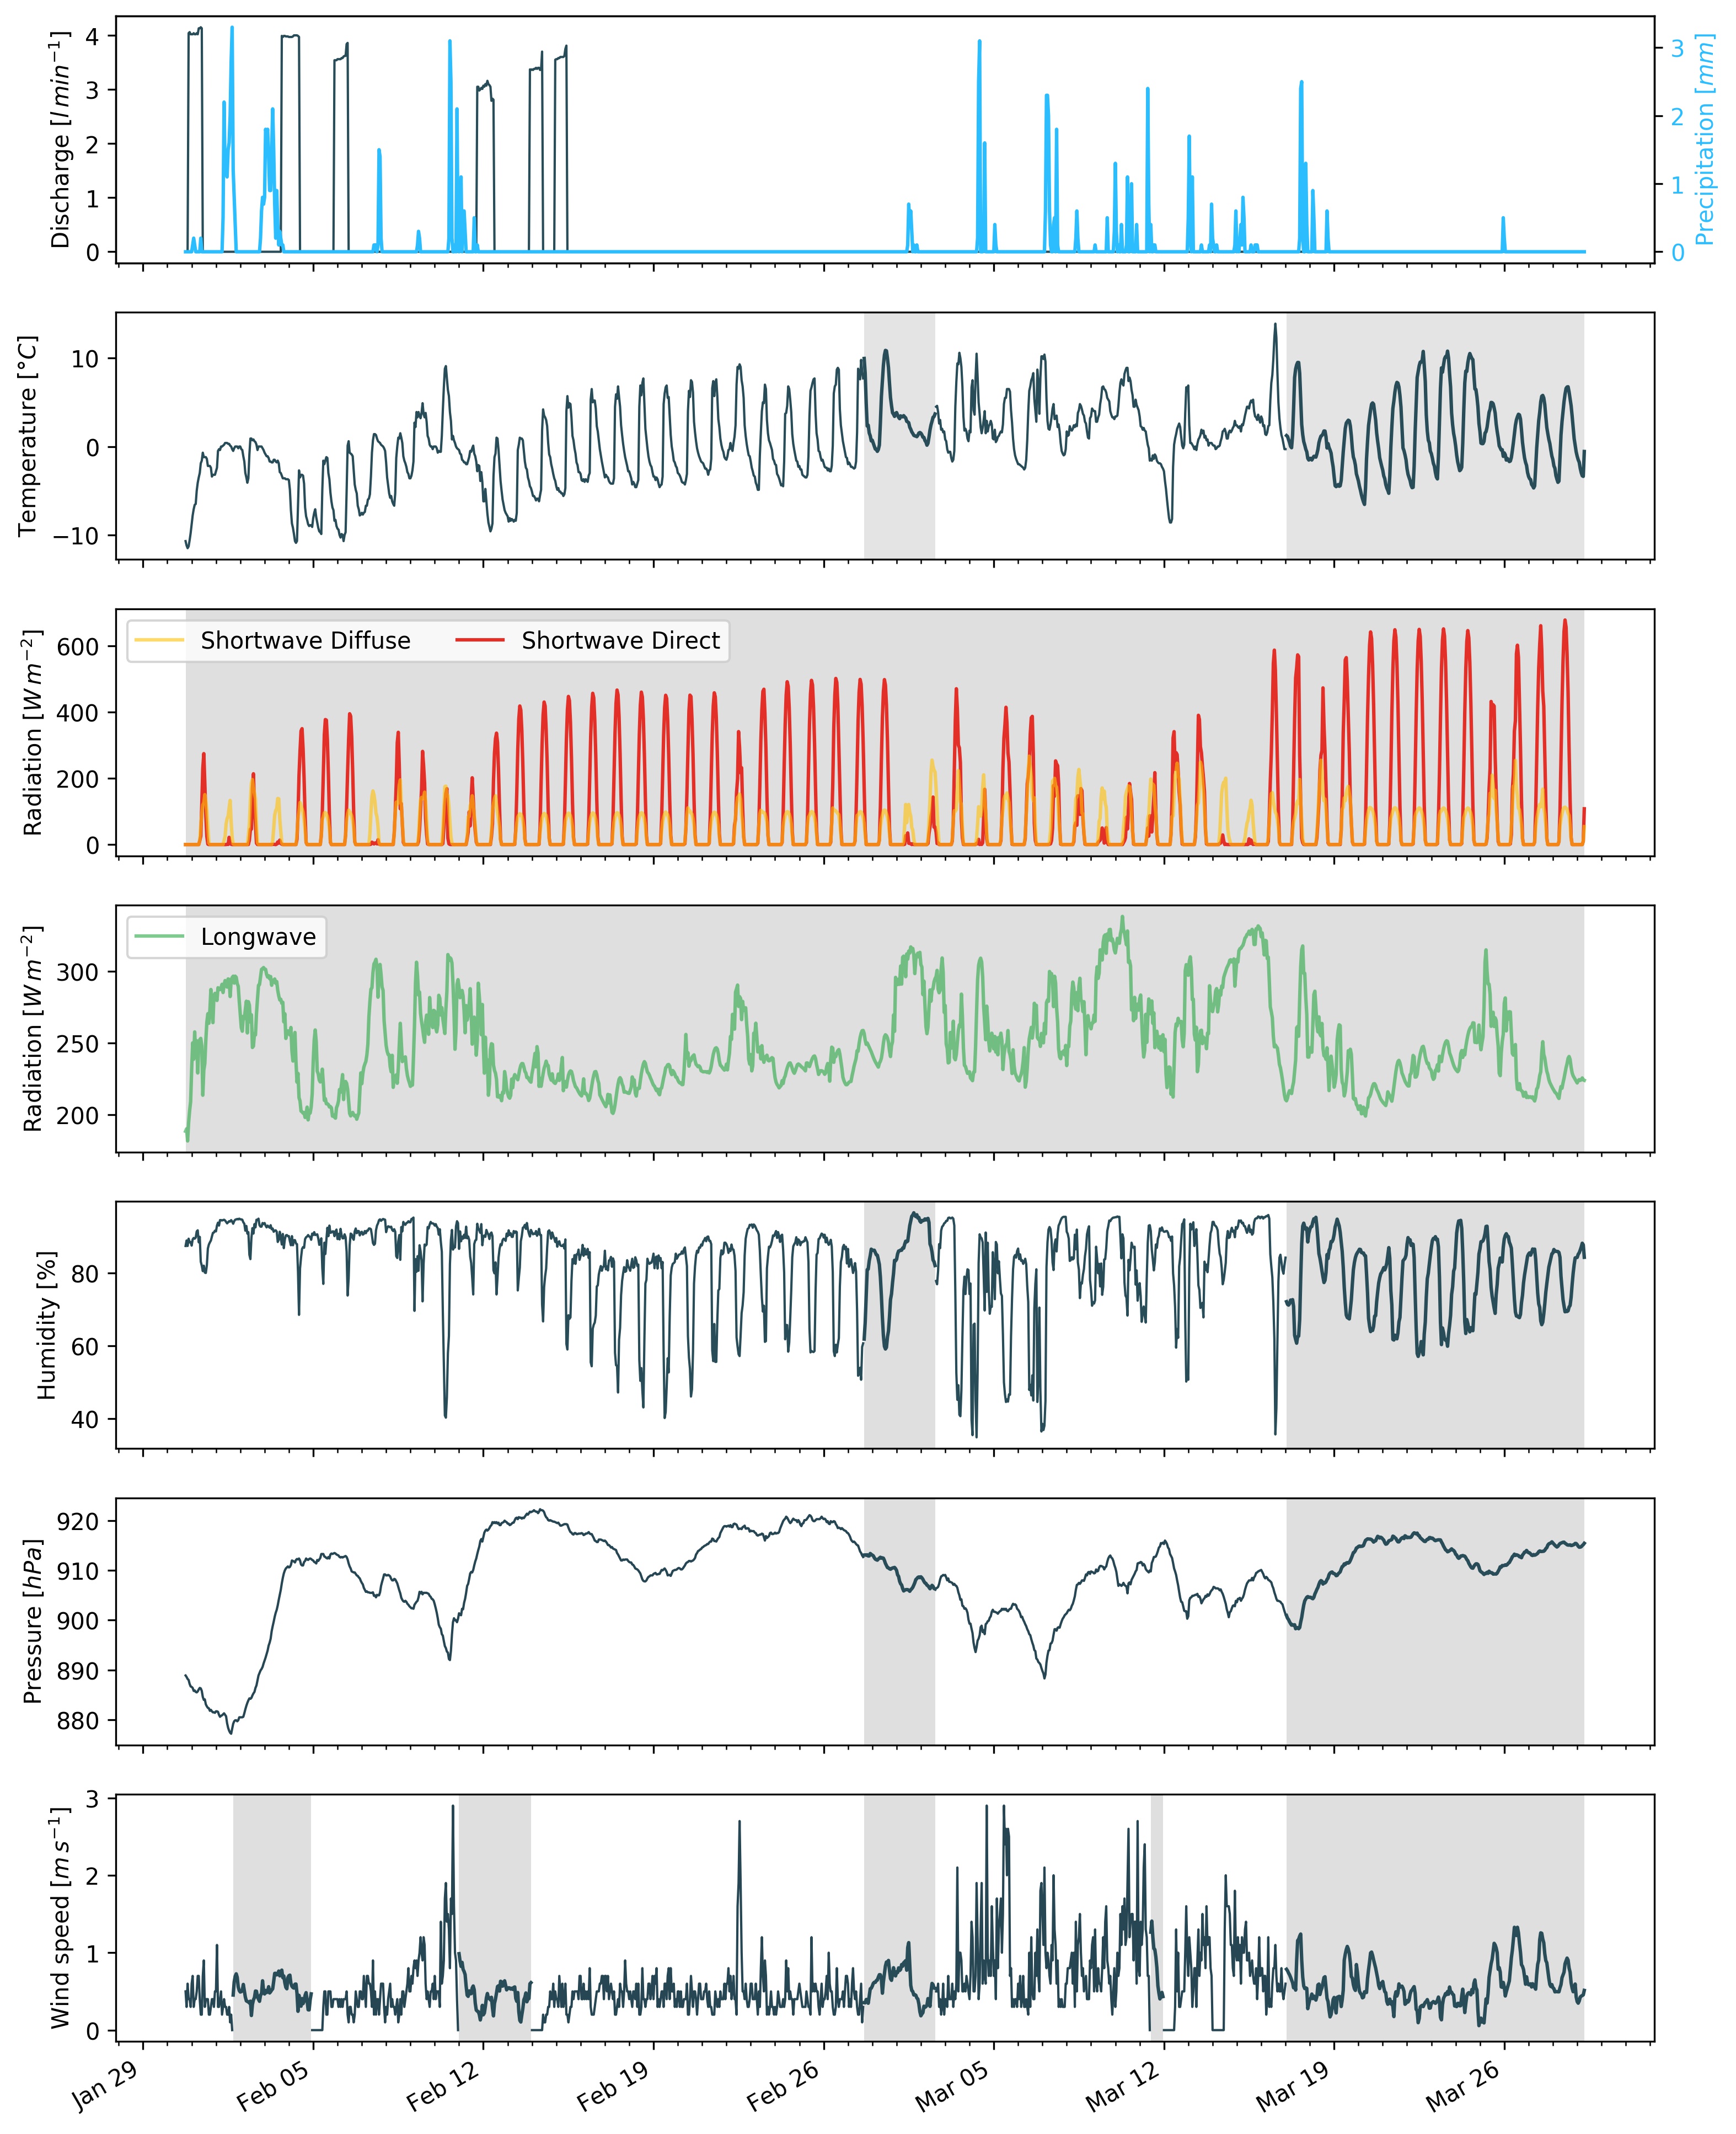 Discharge [l min⁻¹]
4
3
2
1
0
3
2
1
0
Precipitation [mm]
Temperature [°C]
10
0
−10
Radiation [W m⁻²]
600
400
200
0
Shortwave Diffuse
Shortwave Direct
Radiation [W m⁻²]
300
250
200
Longwave
Humidity [%]
80
60
40
Pressure [hPa]
920
910
900
890
880
Wind speed [m s⁻¹]
3
2
1
0
Jan 29
Feb 05
Feb 12
Feb 19
Feb 26
Mar 05
Mar 12
Mar 19
Mar 26